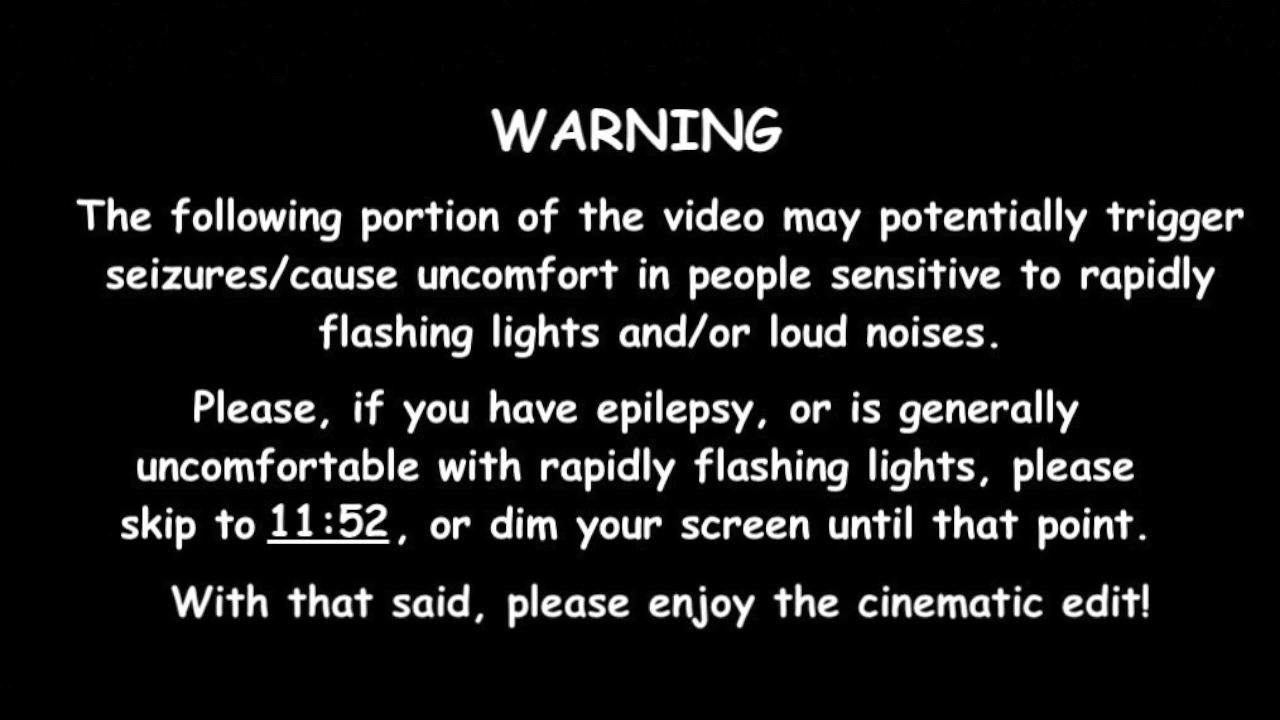 WARNING
The following portion of the video may potentially trigger
seizures/cause uncomfort in people sensitive to rapidly
flashing lights and/or loud noises.
Please, if you have epilepsy, or is generally
uncomfortable with rapidly flashing lights, please
skip to 11:52, or dim your screen until that point.
With that said, please enjoy the cinematic edit!